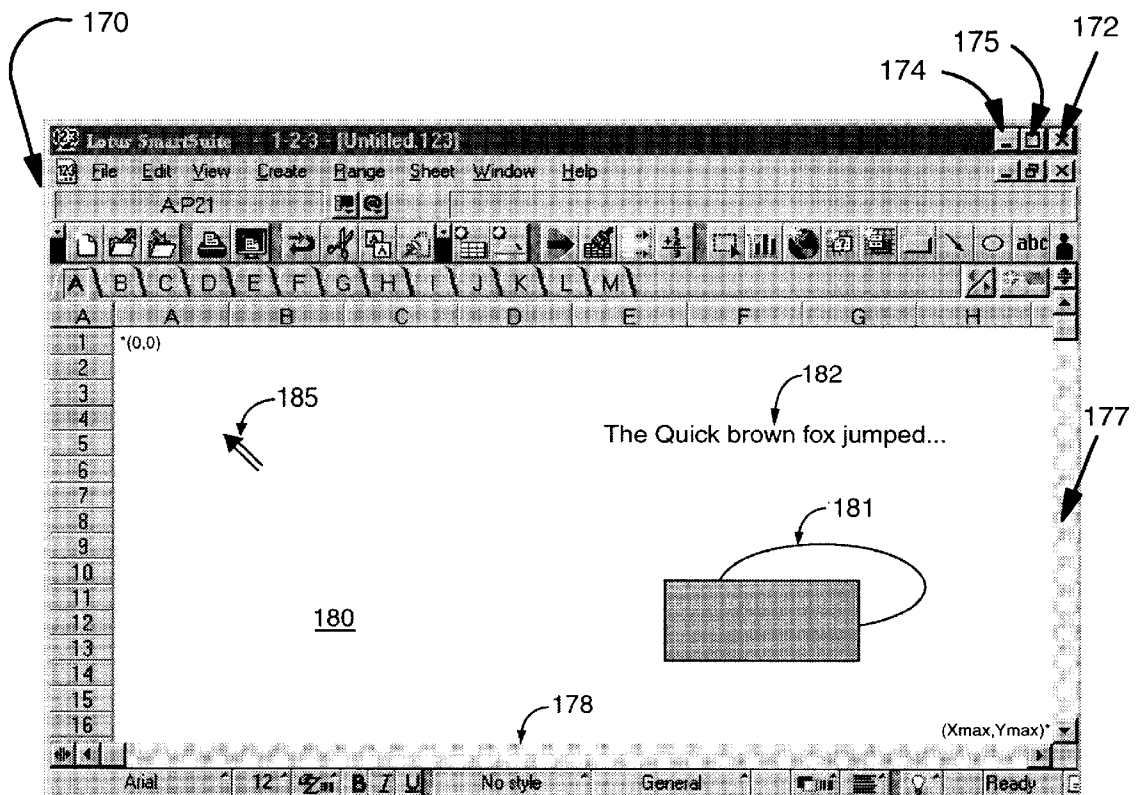 170
172
175
174
123 Lotus SmartSuite - 1-2-3 - [Untitled.123]
123 File Edit View Create Range Sheet Window Help
A:P21 @
abc
A B C D E F G H I J K L M
A A B C D E F G H
1 *(0,0)
2
3 182
4 185
5 The Quick brown fox jumped...
177
6
7
8 181
9
10
11
12 180
13
14
15 178
16 (Xmax,Ymax)*
Arial 12 B I U No style General Ready